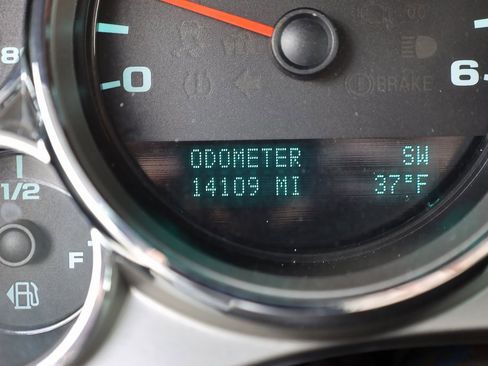 0
6
BRAKE
ODOMETER SW
14109 MI 37°F
1/2
F